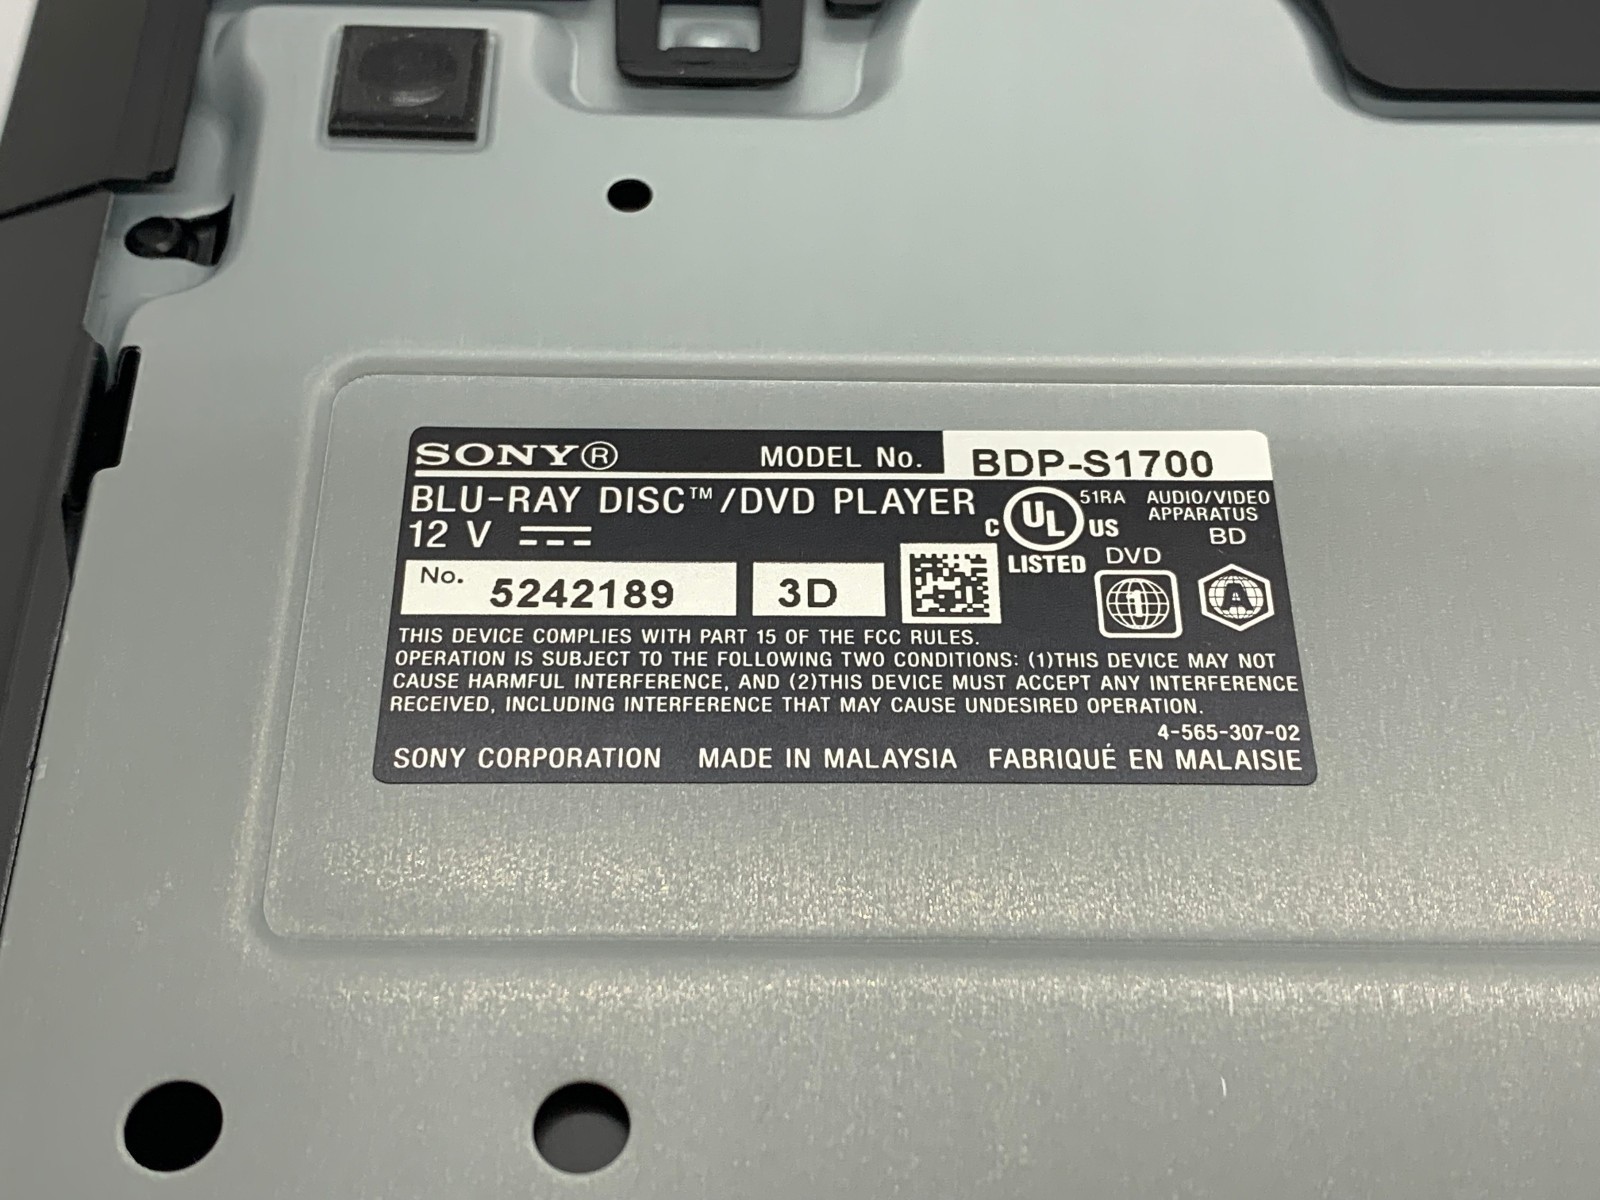 SONY® MODEL No. BDP-S1700
BLU-RAY DISC™/DVD PLAYER
12 V
C UL US 51RA AUDIO/VIDEO
APPARATUS
LISTED
DVD BD
1 A
No. 5242189 3D
THIS DEVICE COMPLIES WITH PART 15 OF THE FCC RULES.
OPERATION IS SUBJECT TO THE FOLLOWING TWO CONDITIONS: (1)THIS DEVICE MAY NOT
CAUSE HARMFUL INTERFERENCE, AND (2)THIS DEVICE MUST ACCEPT ANY INTERFERENCE
RECEIVED, INCLUDING INTERFERENCE THAT MAY CAUSE UNDESIRED OPERATION.
4-565-307-02
SONY CORPORATION MADE IN MALAYSIA FABRIQUÉ EN MALAISIE